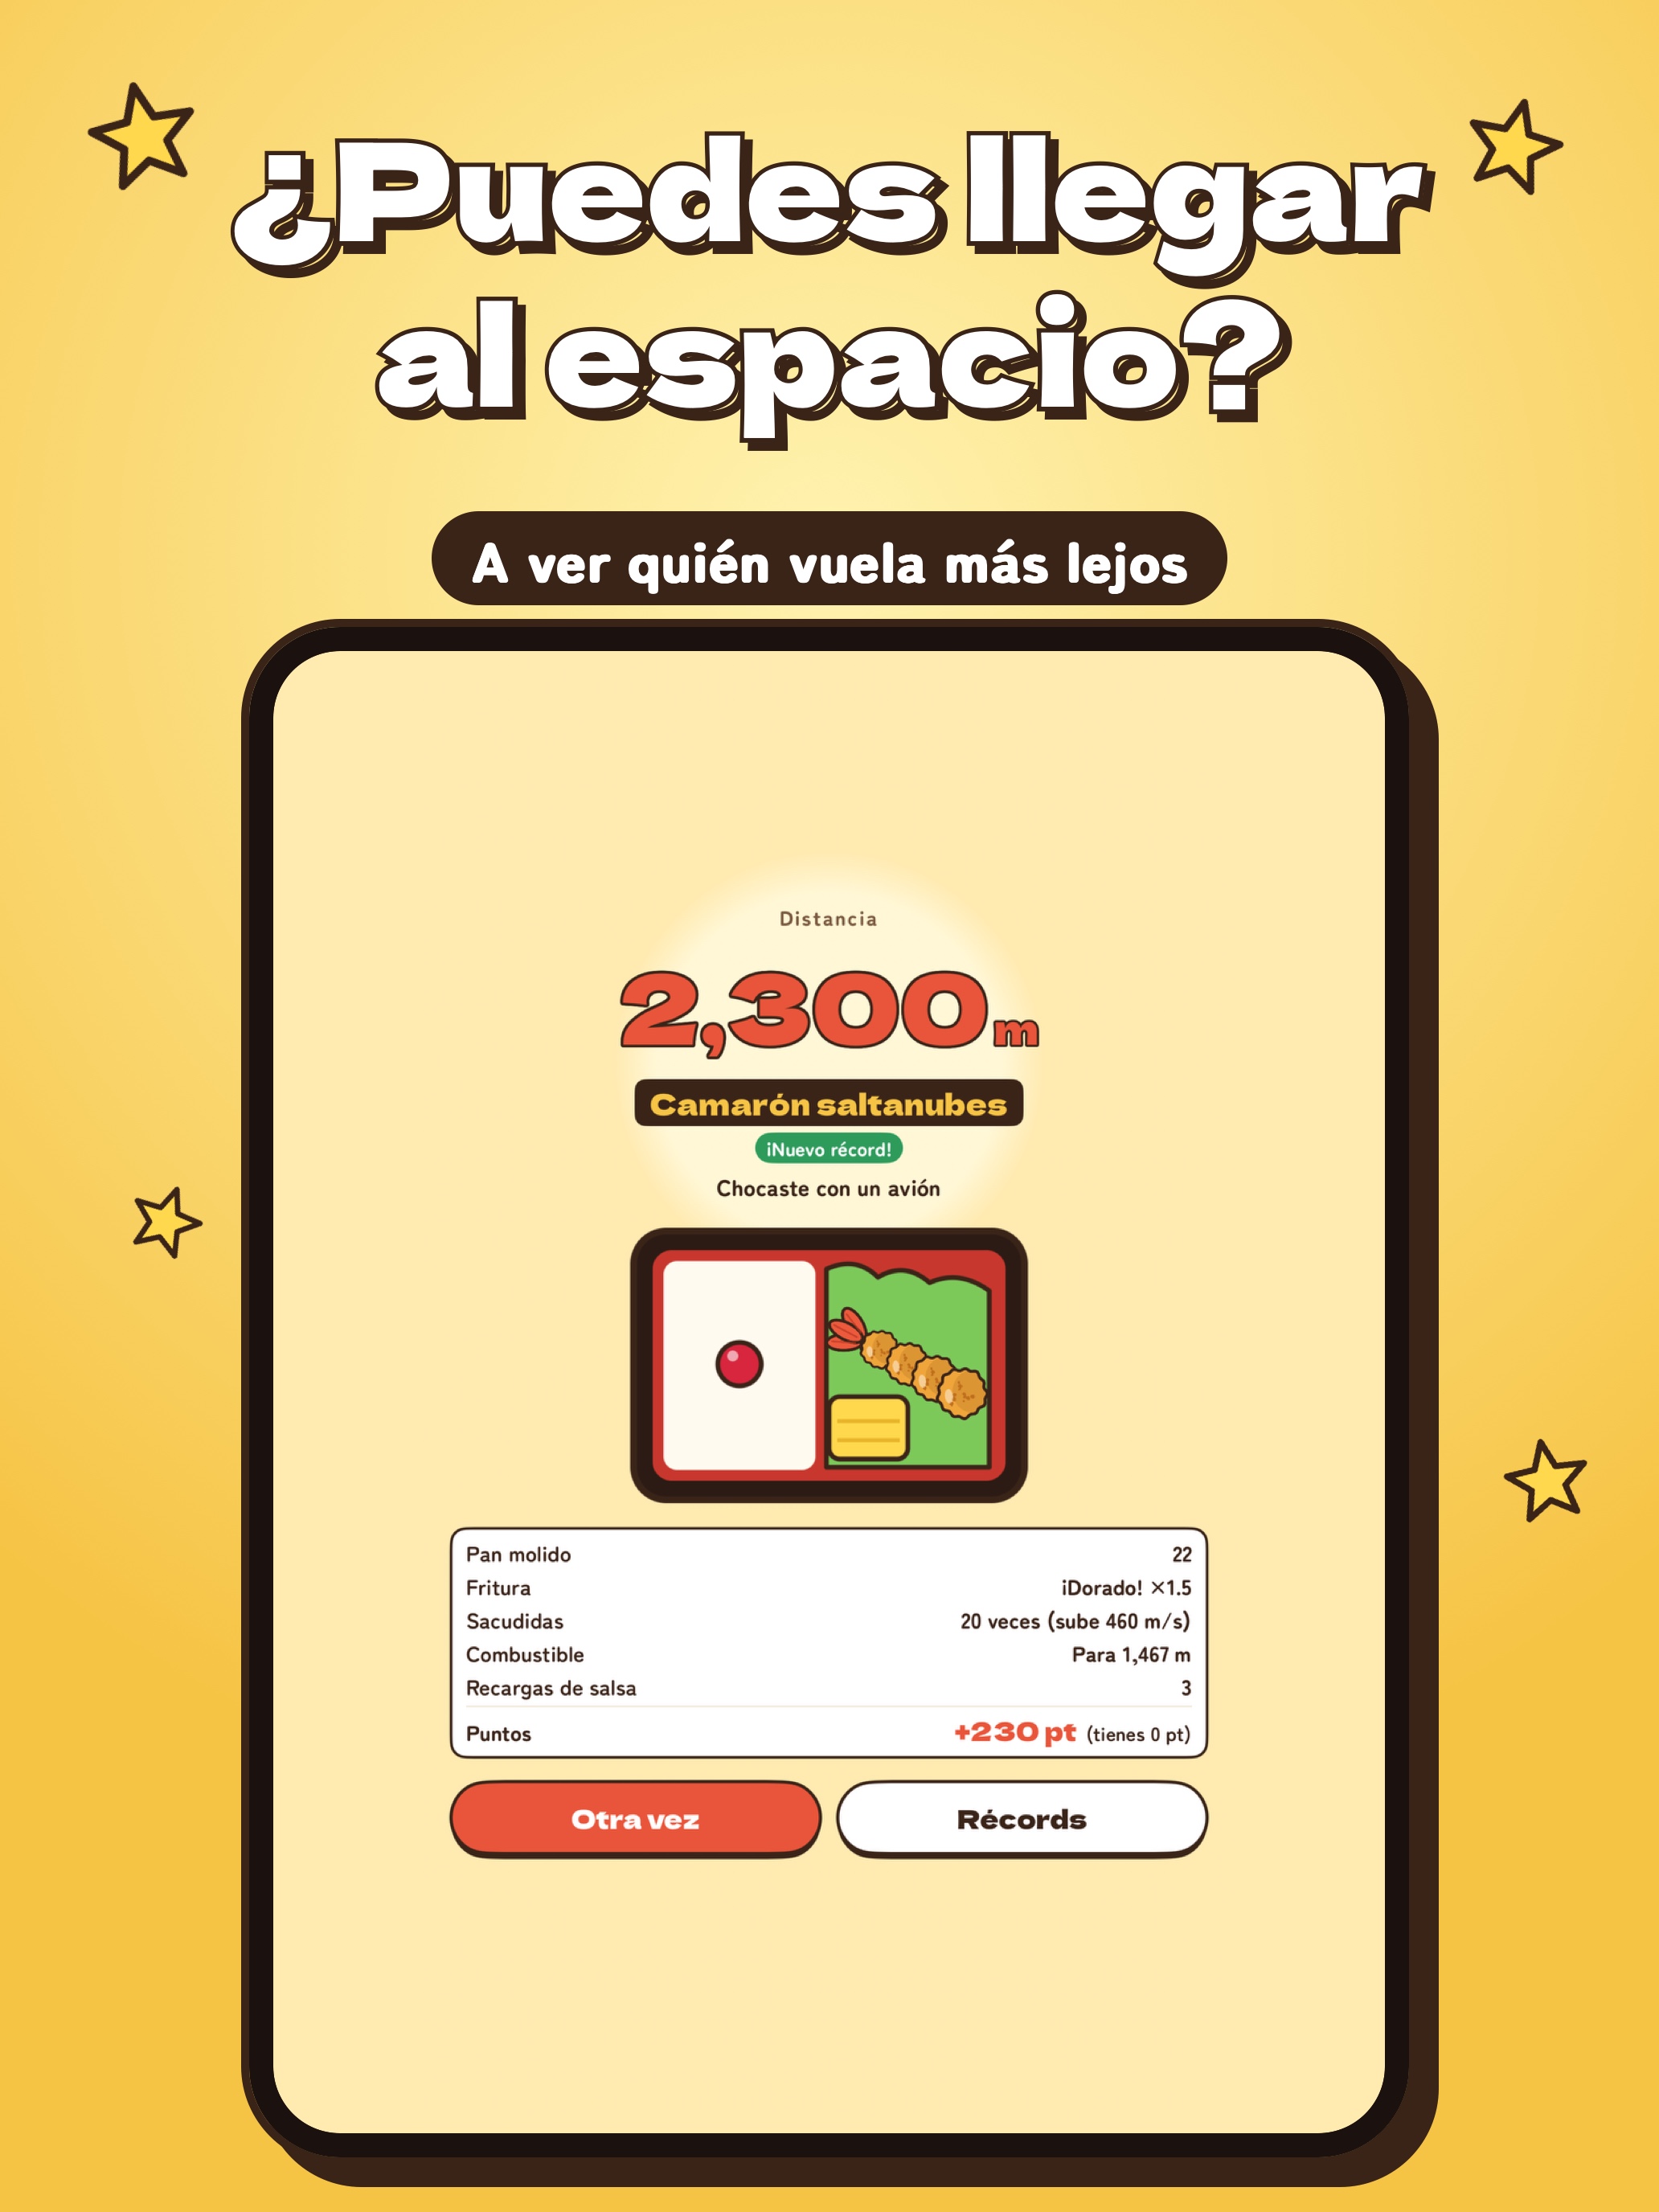 ¿Puedes llegar
al espacio?
A ver quién vuela más lejos
Distancia
2,300 m
Camarón saltanubes
¡Nuevo récord!
Chocaste con un avión
Pan molido 22
Fritura ¡Dorado! ×1.5
Sacudidas 20 veces (sube 460 m/s)
Combustible Para 1,467 m
Recargas de salsa 3
Puntos +230 pt (tienes 0 pt)
Otra vez Récords